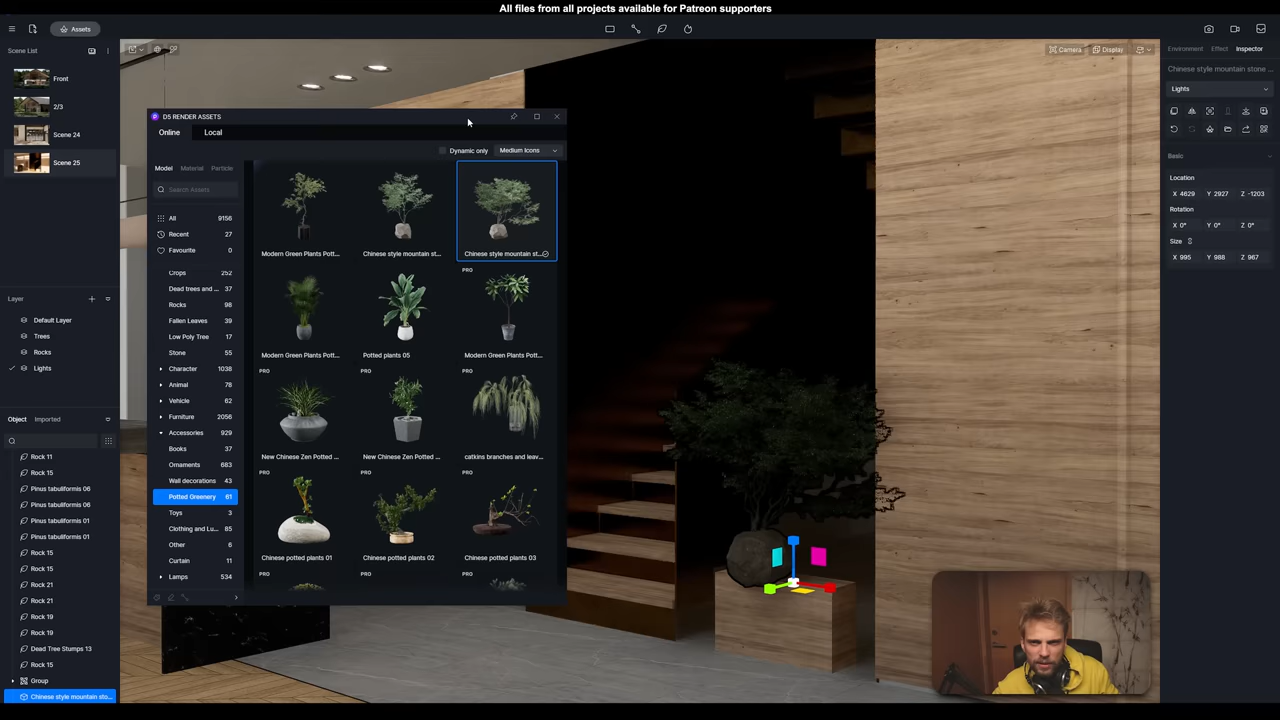 All files from all projects available for Patreon supporters
Assets
Scene List
Front
2/3
Scene 24
Scene 25
Layer
Default Layer
Trees
Rocks
Lights
Object
Imported
Rock 11
Rock 15
Pinus tabuliformis 06
Pinus tabuliformis 06
Pinus tabuliformis 01
Pinus tabuliformis 01
Rock 15
Rock 15
Rock 21
Rock 21
Rock 19
Rock 19
Dead Tree Stumps 13
Rock 15
Group
Chinese style mountain sto...
D5 RENDER ASSETS
Online
Local
Dynamic only
Medium Icons
Model
Material
Particle
Search Assets
All 9156
Recent 27
Favourite 0
Crops 252
Dead trees and ... 37
Rocks 98
Fallen Leaves 39
Low Poly Tree 17
Stone 55
Character 1038
Animal 78
Vehicle 62
Furniture 2056
Accessories 929
Books 37
Ornaments 683
Wall decorations 43
Potted Greenery 61
Toys 3
Clothing and Lu... 85
Other 6
Curtain 11
Lamps 534
Modern Green Plants Pott...
Chinese style mountain st...
Chinese style mountain st...
PRO
Modern Green Plants Pott...
Potted plants 05
Modern Green Plants Pott...
PRO
PRO
PRO
New Chinese Zen Potted ...
New Chinese Zen Potted ...
catkins branches and leav...
PRO
PRO
PRO
Chinese potted plants 01
Chinese potted plants 02
Chinese potted plants 03
PRO
PRO
PRO
Camera
Display
Environment
Effect
Inspector
Chinese style mountain stone ...
Lights
Basic
Location
X 4629 Y 2927 Z -1203
Rotation
X 0° Y 0° Z 0°
Size
X 995 Y 988 Z 967